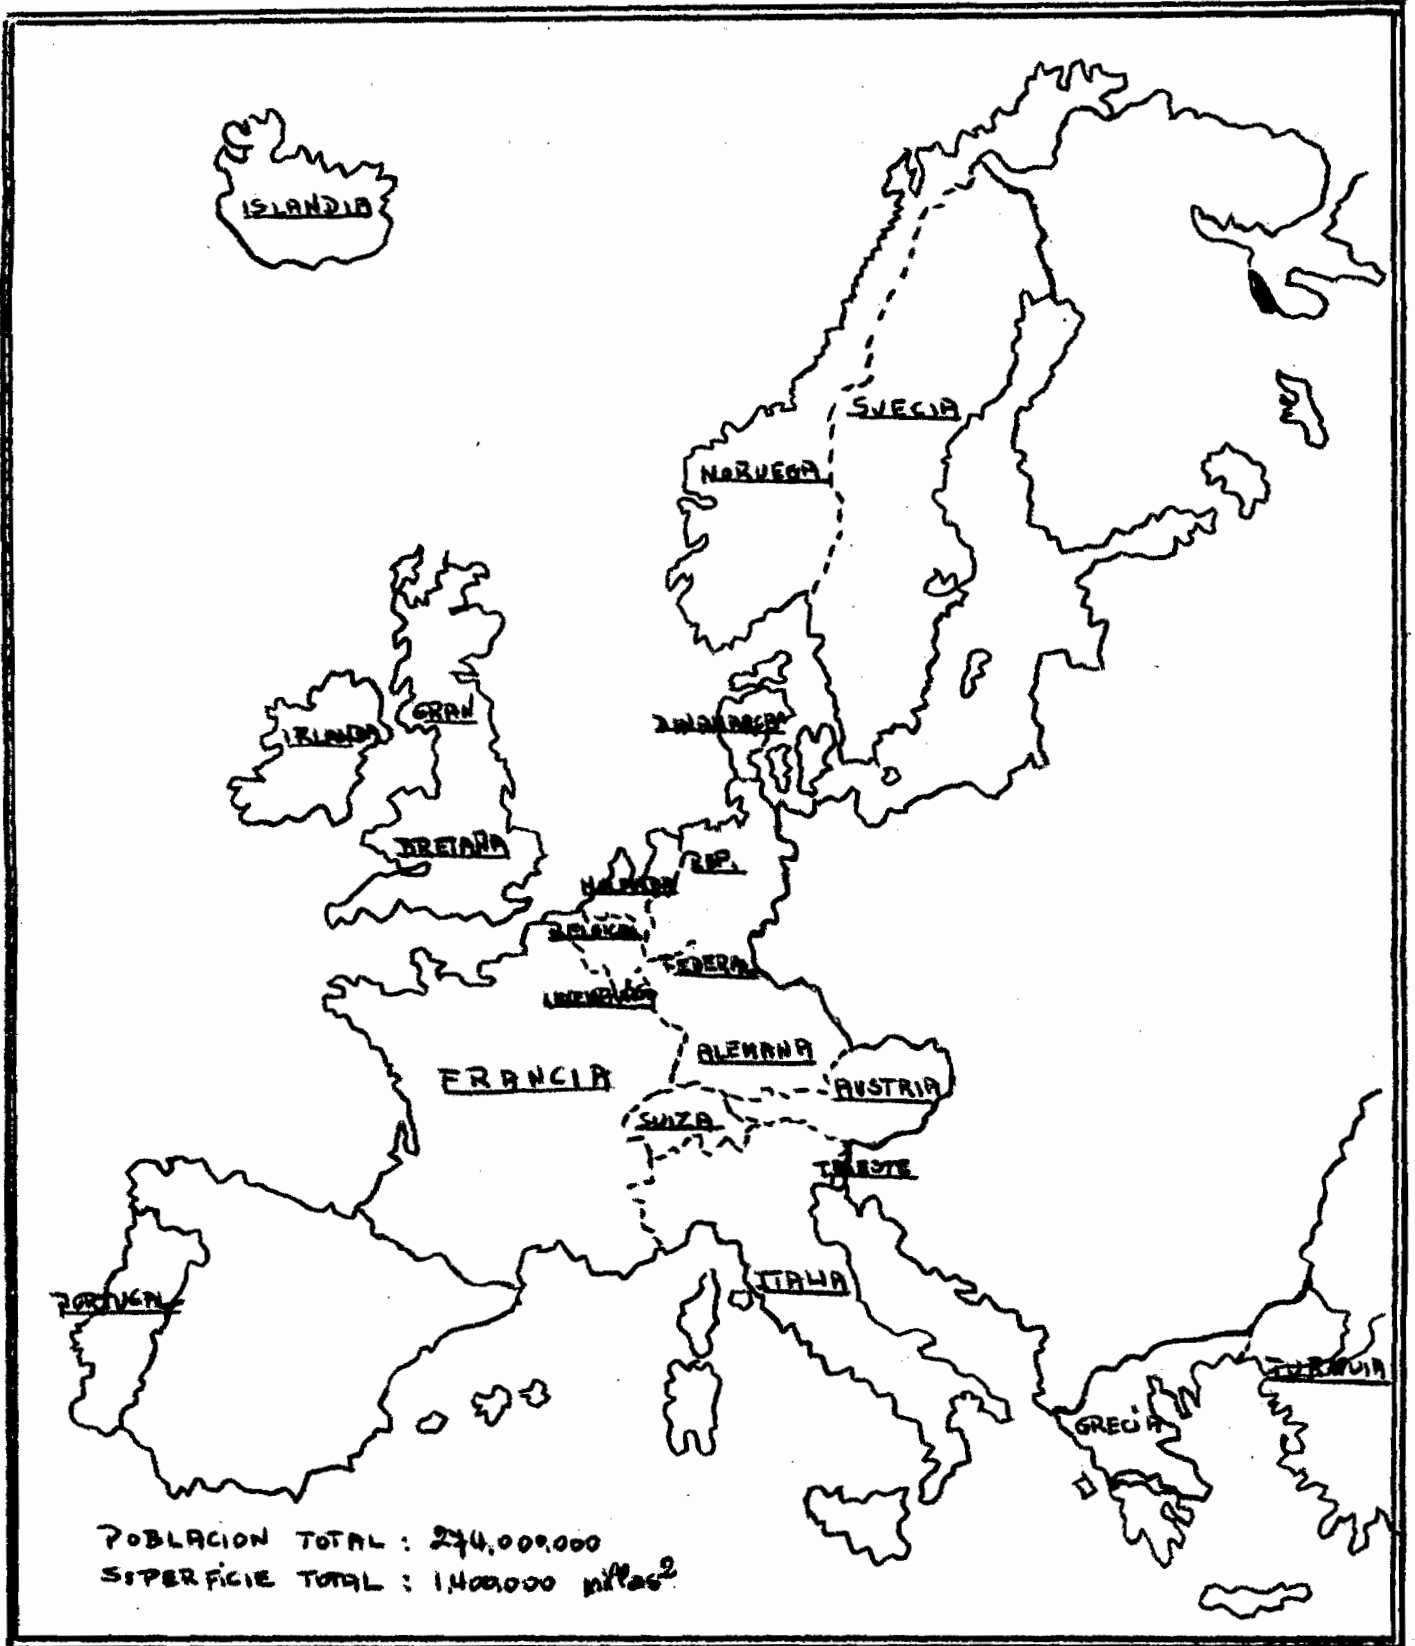 ISLANDIA
SUECIA
NORUEGA
GRAN
IRLANDA
DINAMARCA
BRETAÑA
REP.
HOLANDA
BELGICA
FEDERAL
LUXEMBURGO
ALEMANA
FRANCIA
AUSTRIA
SUIZA
TRIESTE
ITALIA
PORTUGAL
TURQUIA
GRECIA
POBLACION TOTAL : 274,000,000
SUPERFICIE TOTAL : 1,400,000 millas²